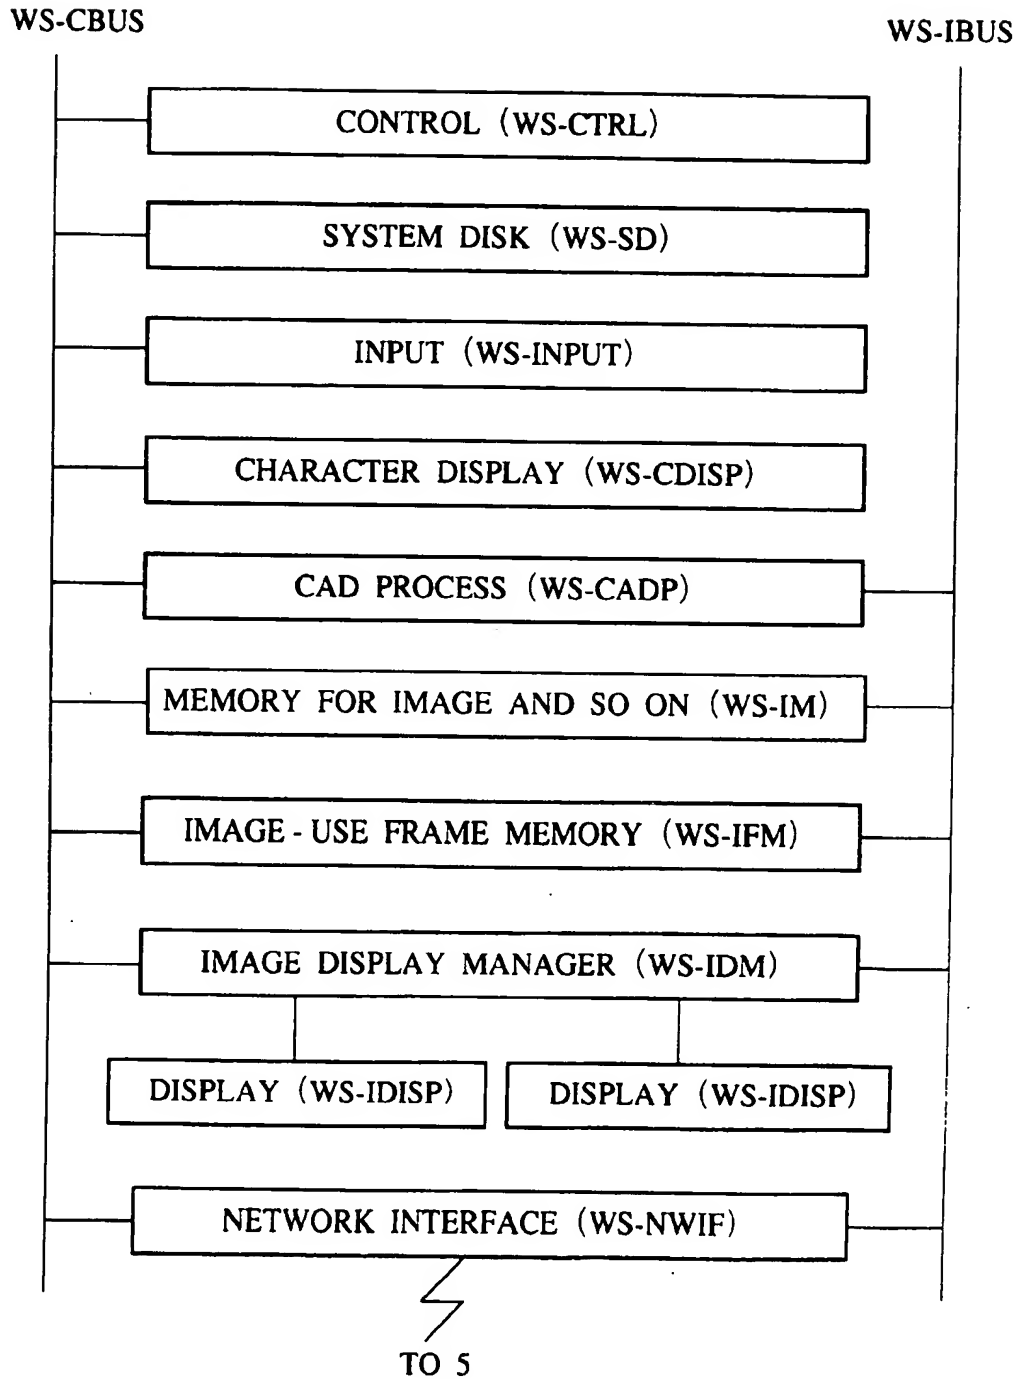 WS-CBUS
WS-IBUS
CONTROL (WS-CTRL)
SYSTEM DISK (WS-SD)
INPUT (WS-INPUT)
CHARACTER DISPLAY (WS-CDISP)
CAD PROCESS (WS-CADP)
MEMORY FOR IMAGE AND SO ON (WS-IM)
IMAGE - USE FRAME MEMORY (WS-IFM)
IMAGE DISPLAY MANAGER (WS-IDM)
DISPLAY (WS-IDISP)
DISPLAY (WS-IDISP)
NETWORK INTERFACE (WS-NWIF)
TO 5